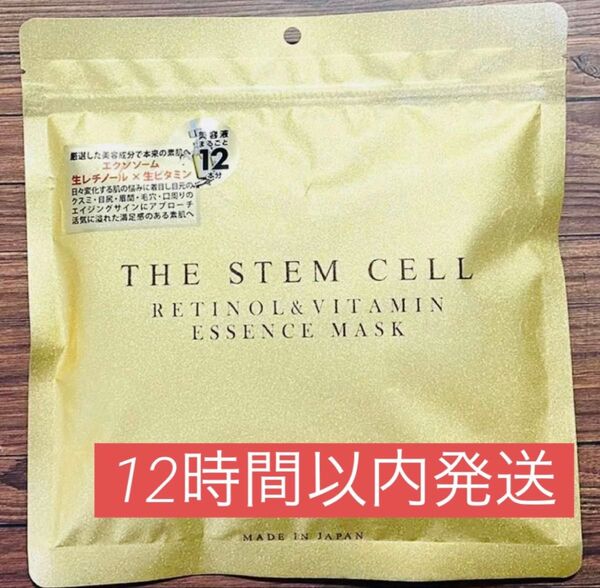 美容液
まるごと
12
本分
厳選した美容成分で本来の素肌へ
エクソソーム
生レチノール×生ビタミン
日々変化する肌の悩みに着目し目元の
クスミ・目尻・眉間・毛穴・口周りの
エイジングサインにアプローチ
活気に溢れた満足感のある素肌へ
THE STEM CELL
RETINOL&VITAMIN
ESSENCE MASK
12時間以内発送
MADE IN JAPAN